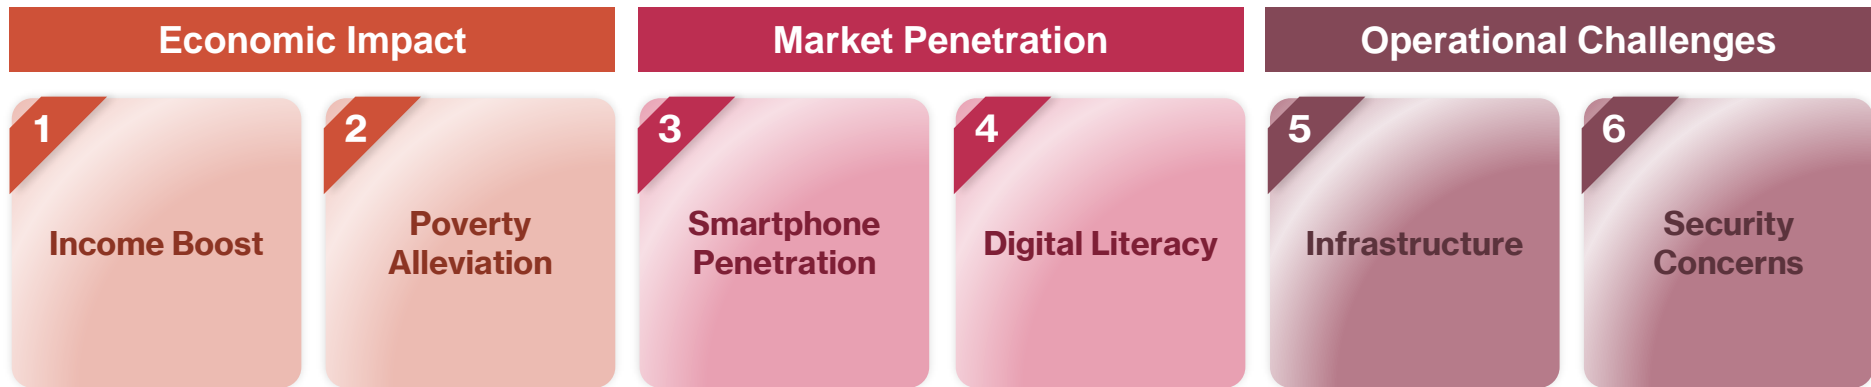 Economic Impact
Market Penetration
Operational Challenges
1
Income Boost
2
Poverty
Alleviation
3
Smartphone
Penetration
4
Digital Literacy
5
Infrastructure
6
Security
Concerns